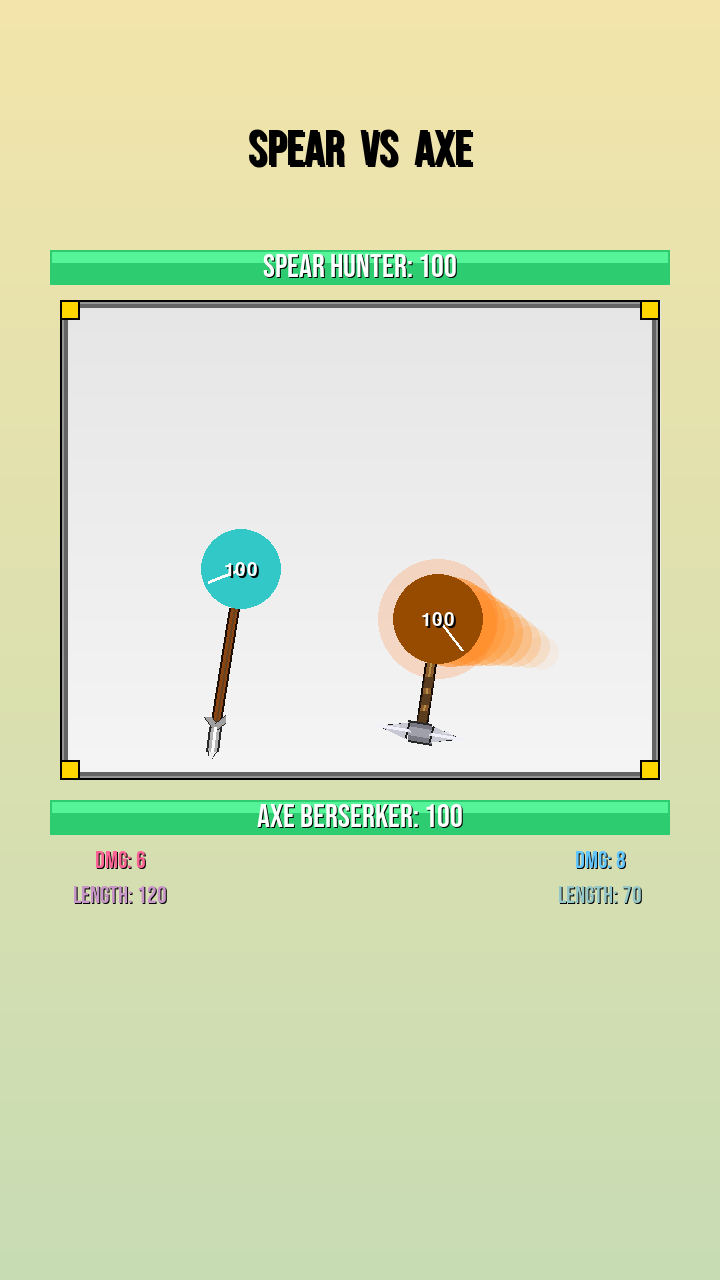 SPEAR VS AXE
SPEAR HUNTER: 100
100
100
AXE BERSERKER: 100
DMG: 6
DMG: 8
LENGTH: 120
LENGTH: 70